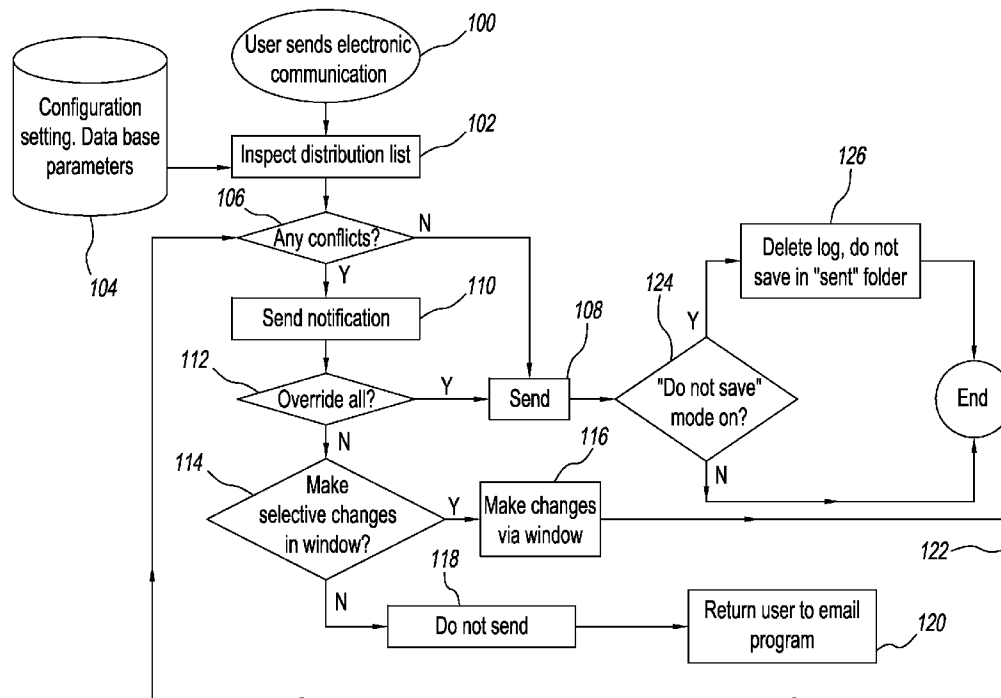 100
User sends electronic
communication
Configuration
setting. Data base
parameters
104
102
Inspect distribution list
106
Any conflicts?
N
Y
110
Send notification
112
Override all?
Y
N
108
Send
124
"Do not save"
mode on?
Y
N
126
Delete log, do not
save in "sent" folder
End
114
Make
selective changes
in window?
Y
N
116
Make changes
via window
122
118
Do not send
Return user to email
program
120